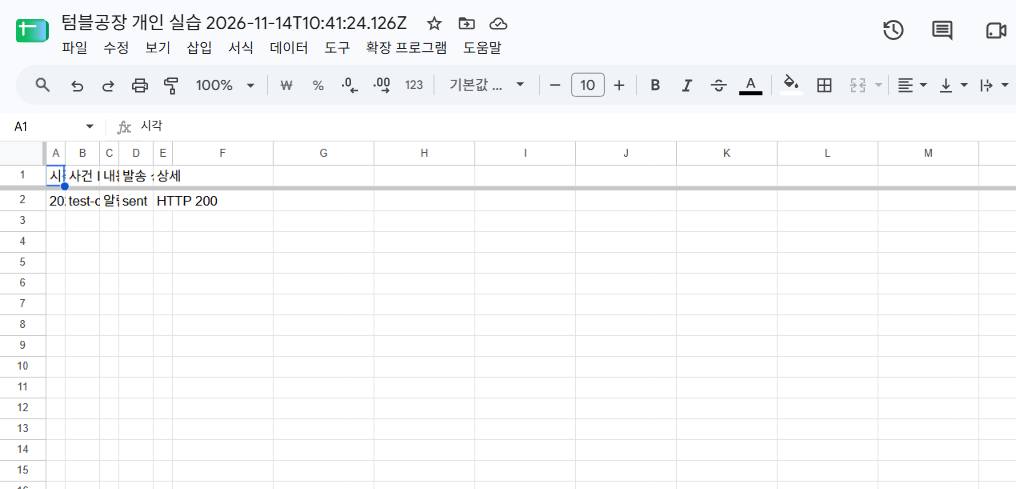 텀블공장 개인 실습 2026-11-14T10:41:24.126Z
파일 수정 보기 삽입 서식 데이터 도구 확장 프로그램 도움말
100% ₩ % .0 .00 123 기본값 ... 10 B I A
A1 fx 시각
A B C D E F G H I J K L M
1 사건 발송 상세
2 sent HTTP 200
3
4
5
6
7
8
9
10
11
12
13
14
15